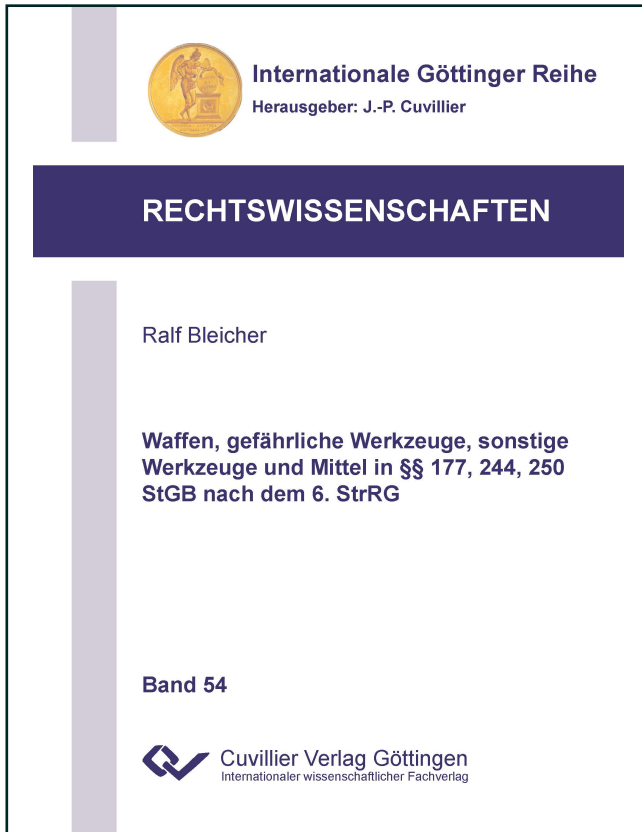 Internationale Göttinger Reihe
Herausgeber: J.-P. Cuvillier
RECHTSWISSENSCHAFTEN
Ralf Bleicher
Waffen, gefährliche Werkzeuge, sonstige
Werkzeuge und Mittel in §§ 177, 244, 250
StGB nach dem 6. StrRG
Band 54
Cuvillier Verlag Göttingen
Internationaler wissenschaftlicher Fachverlag